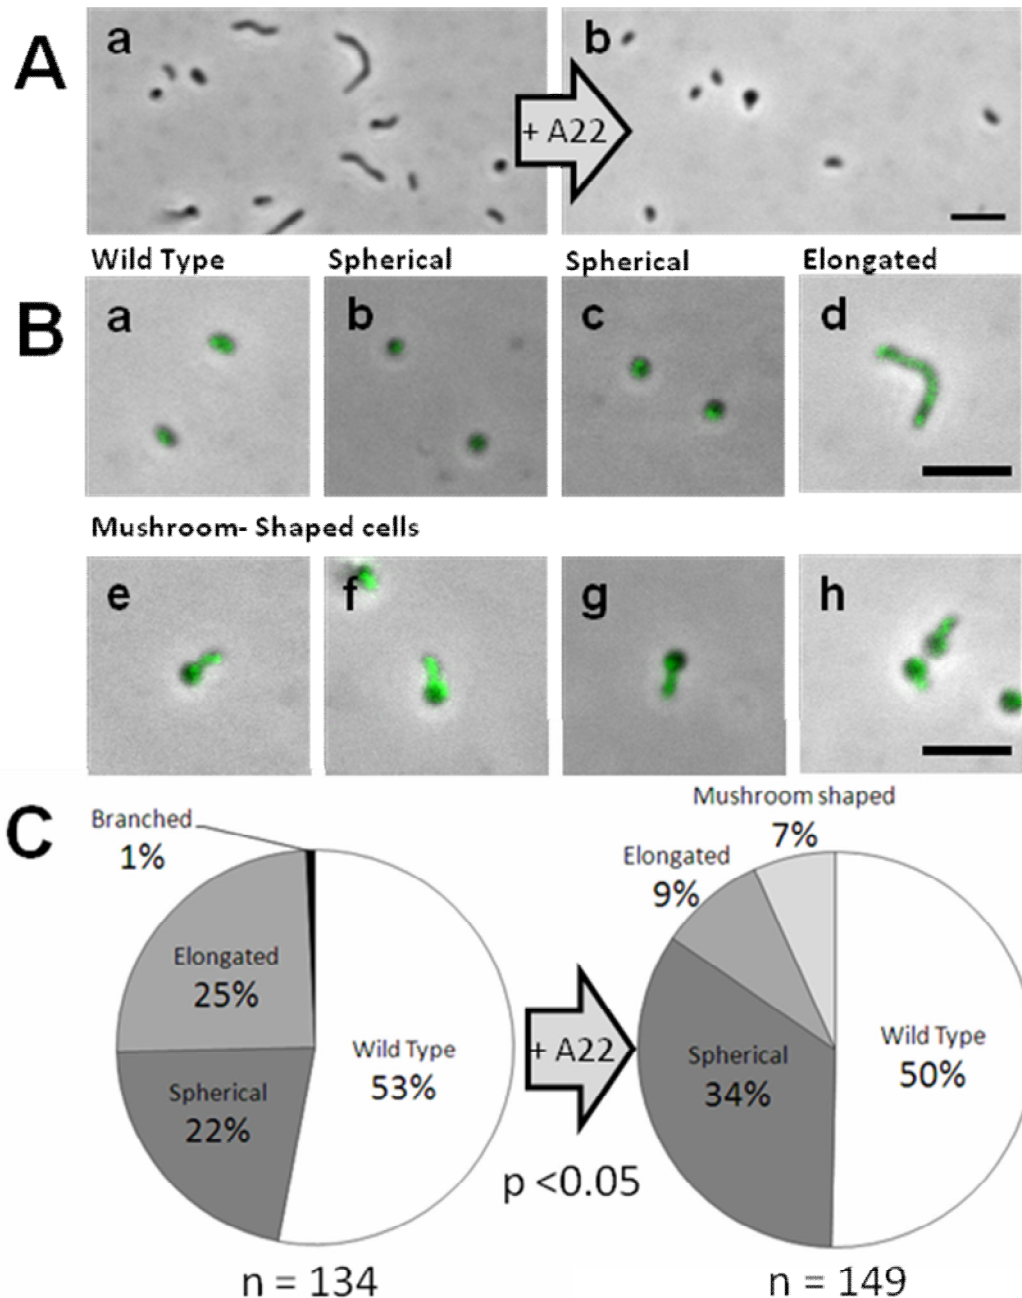 A
a
+ A22
b
B
Wild Type
Spherical
Spherical
Elongated
a
b
c
d
Mushroom- Shaped cells
e
f
g
h
C
Branched
1%
Elongated
25%
Spherical
22%
Wild Type
53%
n = 134
+ A22
p <0.05
Mushroom shaped
7%
Elongated
9%
Spherical
34%
Wild Type
50%
n = 149